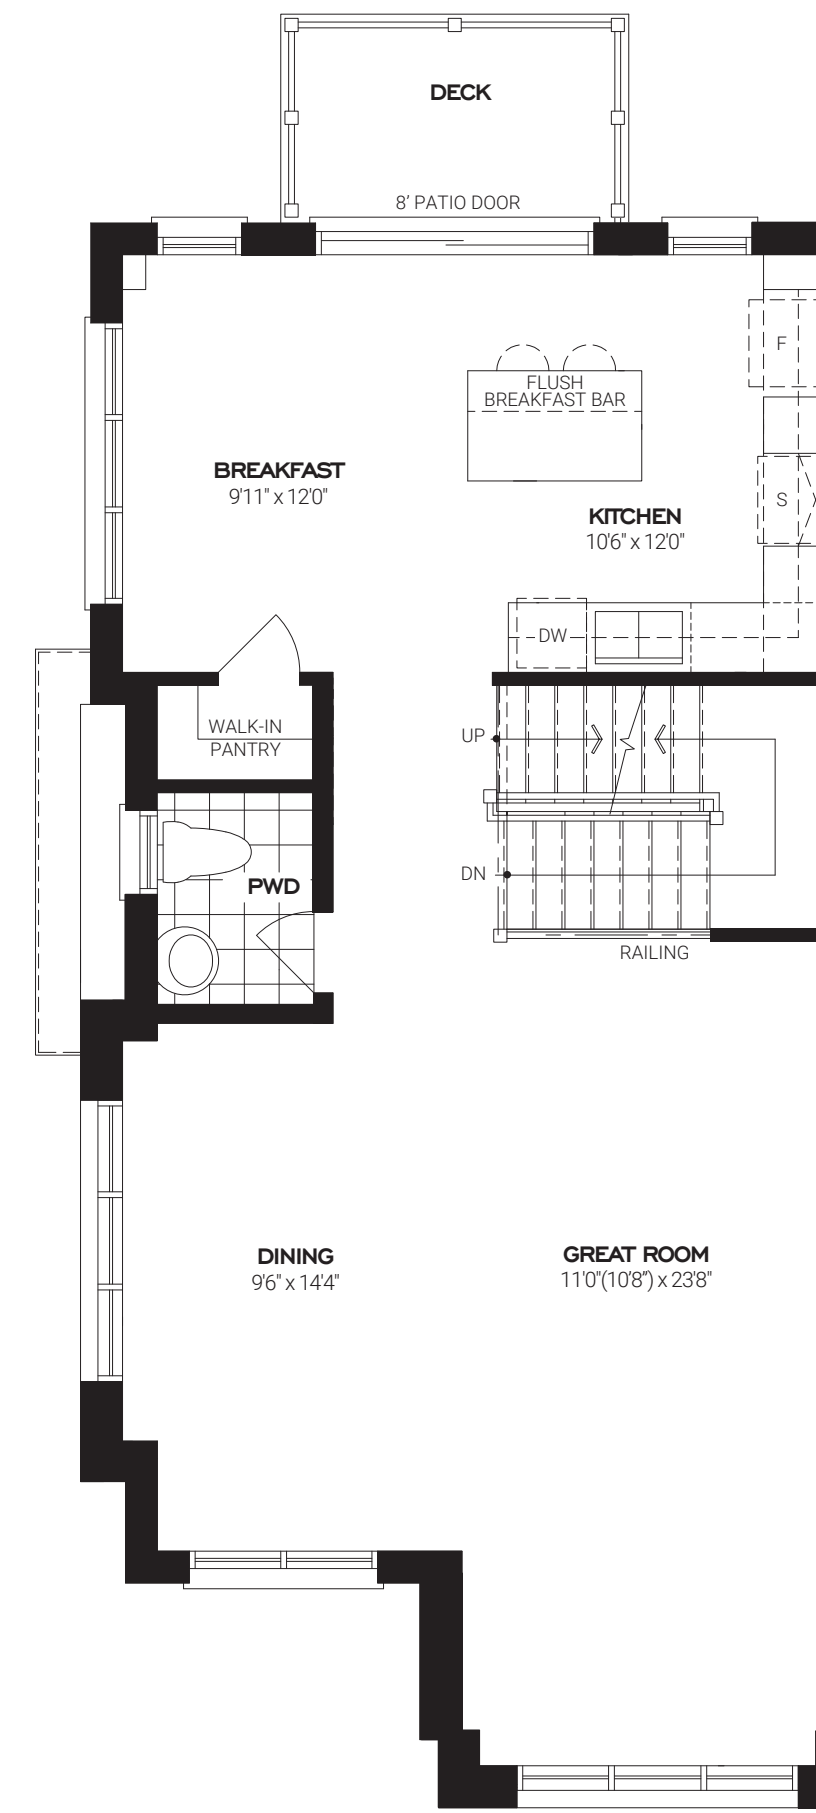 DECK
8' PATIO DOOR
F
FLUSH
BREAKFAST BAR
BREAKFAST
9'11" x 12'0"
S
KITCHEN
10'6" x 12'0"
DW
WALK-IN
PANTRY
UP
DN
PWD
RAILING
DINING
9'6" x 14'4"
GREAT ROOM
11'0"(10'8") x 23'8"